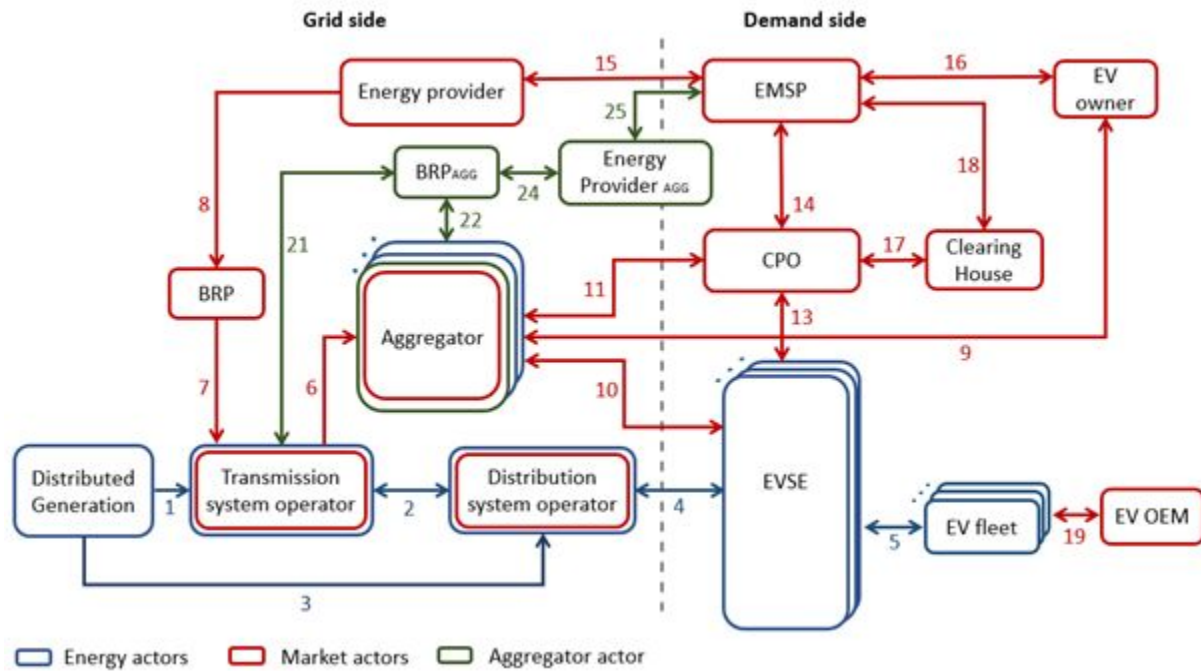 Grid side
Demand side
15
16
Energy provider
EMSP
EV
owner
25
BRPAGG
24
Energy
Provider AGG
18
8
21
22
14
17
CPO
Clearing
House
BRP
11
13
Aggregator
9
7
6
10
Distributed
Generation
1
Transmission
system operator
2
Distribution
system operator
4
EVSE
5
EV fleet
19
EV OEM
3
Energy actors
Market actors
Aggregator actor